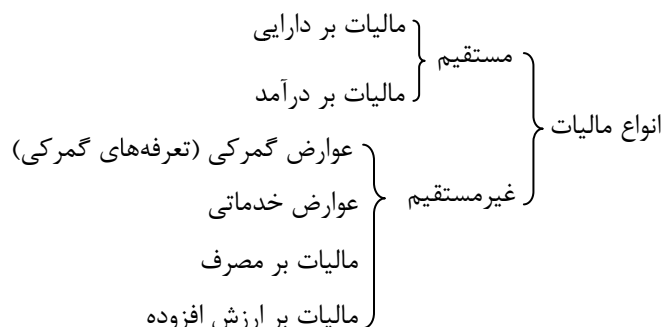 انواع مالیات
مستقیم
مالیات بر دارایی
مالیات بر درآمد
غیرمستقیم
عوارض گمرکی (تعرفه‌های گمرکی)
عوارض خدماتی
مالیات بر مصرف
مالیات بر ارزش افزوده